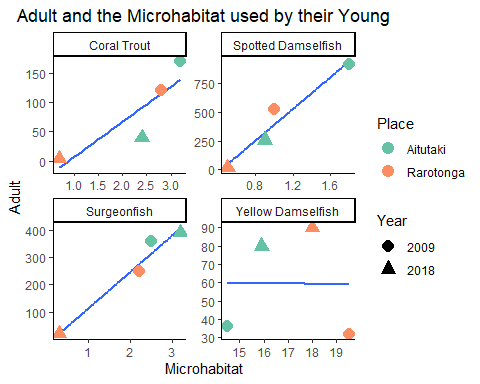 Adult and the Microhabitat used by their Young
Coral Trout
Spotted Damselfish
150
100
50
0
750
500
250
0
1.0 1.5 2.0 2.5 3.0
0.8 1.2 1.6
Surgeonfish
Yellow Damselfish
400
300
200
100
90
80
70
60
50
40
30
1 2 3
15 16 17 18 19
Adult
Microhabitat
Place
Aitutaki
Rarotonga
Year
2009
2018